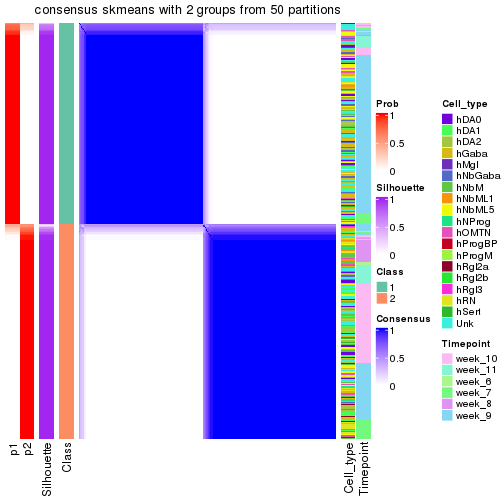 consensus skmeans with 2 groups from 50 partitions
p1
p2
Silhouette
Class
Cell_type
Timepoint
Prob
1
0.5
0
Silhouette
1
0.5
0
Class
1
2
Consensus
1
0.5
0
Cell_type
hDA0
hDA1
hDA2
hGaba
hMgl
hNbGaba
hNbM
hNbML1
hNbML5
hNProg
hOMTN
hProgBP
hProgM
hRgl2a
hRgl2b
hRgl3
hRN
hSert
Unk
Timepoint
week_10
week_11
week_6
week_7
week_8
week_9